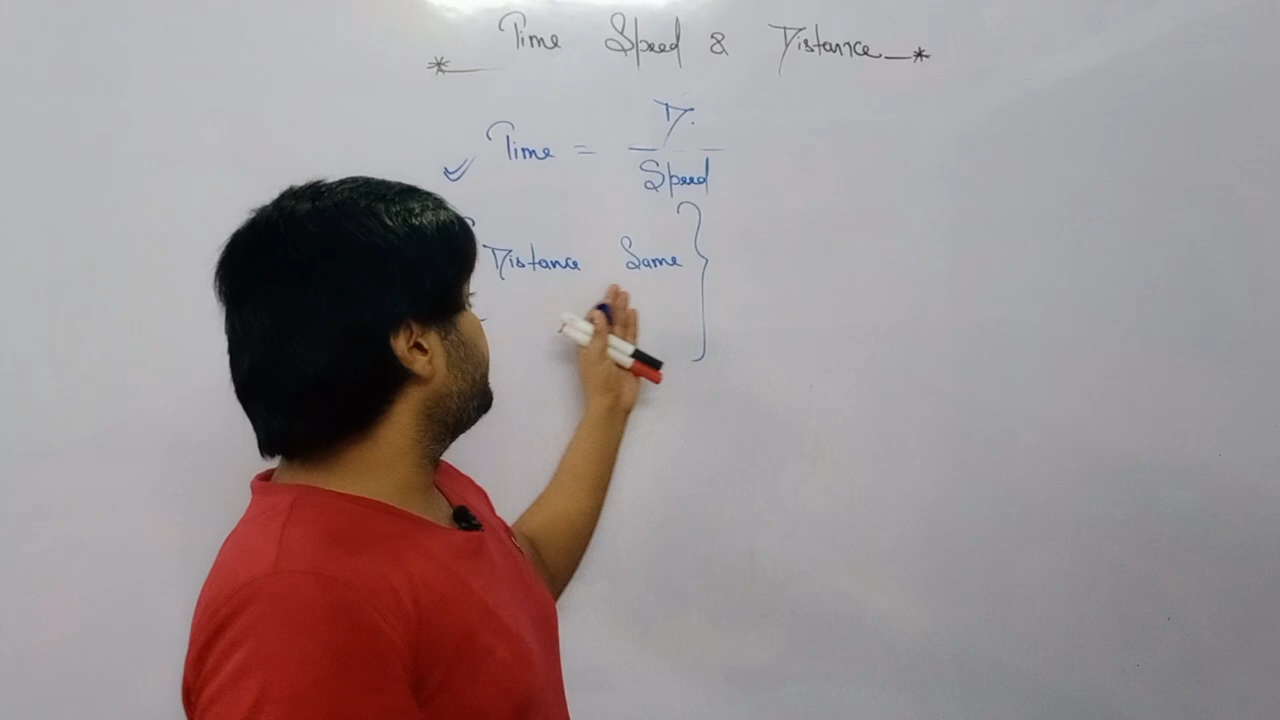 Time Speed & Distance
Time = D.
Speed
Distance Same